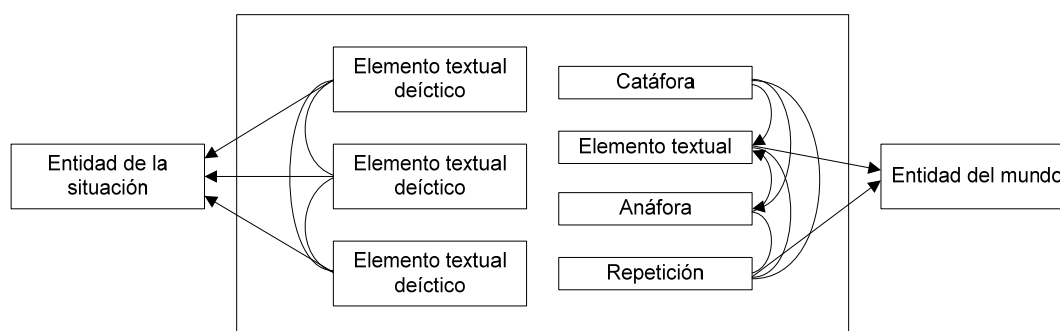 Entidad de la
situación
Elemento textual
deíctico
Elemento textual
deíctico
Elemento textual
deíctico
Catáfora
Elemento textual
Anáfora
Repetición
Entidad del mundo